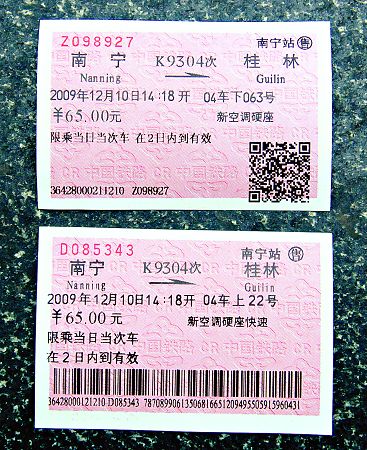 Z098927 南宁站 售
南宁 K9304次 桂林
Nanning Guilin
2009年12月10日14:18开 04车下063号
¥65.00元 新空调硬座
限乘当日当次车 在2日内到有效
36428000211210 Z098927
D085343 南宁站 售
南宁 K9304次 桂林
Nanning Guilin
2009年12月10日14:18开 04车上22号
¥65.00元 新空调硬座快速
限乘当日当次车
在2日内到有效
36428000121210 D085343